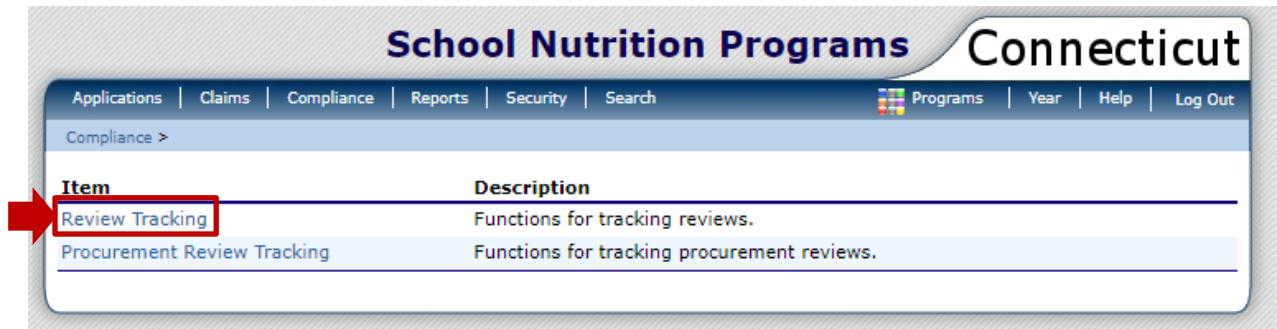 School Nutrition Programs Connecticut
Applications | Claims | Compliance | Reports | Security | Search Programs | Year | Help | Log Out
Compliance >
Item Description
Review Tracking Functions for tracking reviews.
Procurement Review Tracking Functions for tracking procurement reviews.